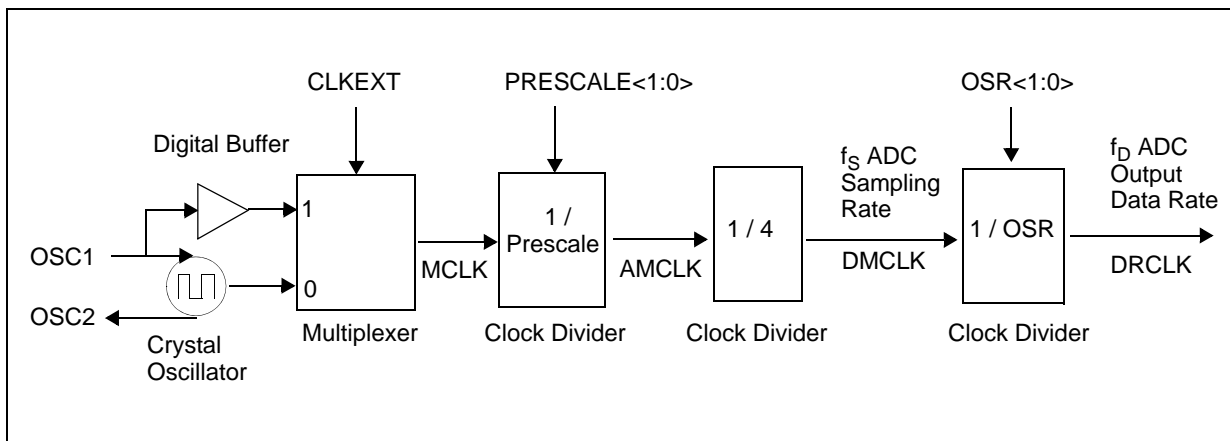 CLKEXT
PRESCALE<1:0>
OSR<1:0>
Digital Buffer
f_S ADC
Sampling
Rate
f_D ADC
Output
Data Rate
1
0
1 /
Prescale
1 / 4
1 / OSR
OSC1
OSC2
MCLK
AMCLK
DMCLK
DRCLK
Crystal
Oscillator
Multiplexer
Clock Divider
Clock Divider
Clock Divider